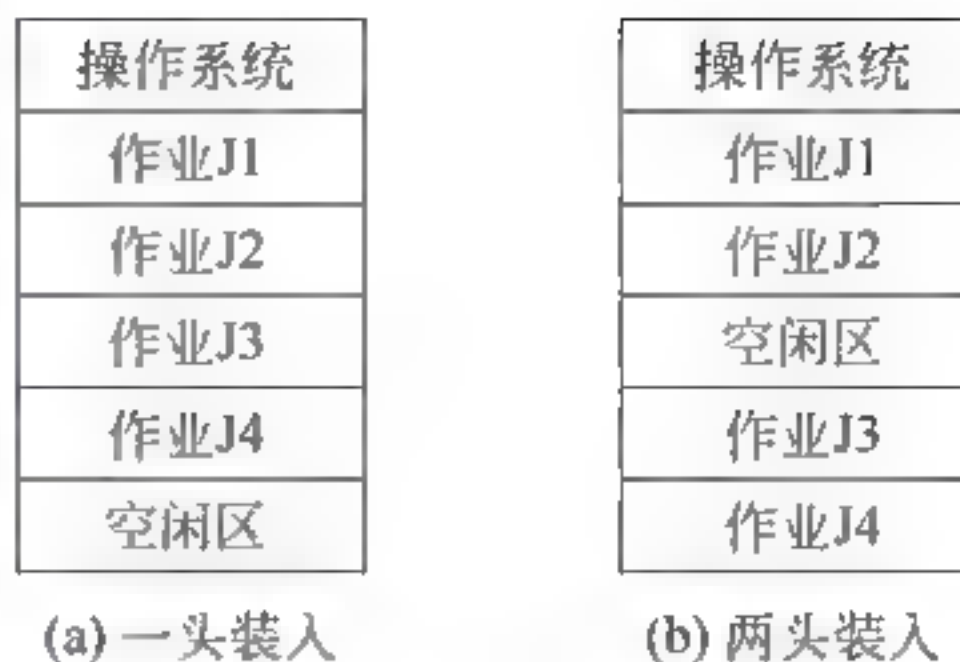 操作系统
作业J1
作业J2
作业J3
作业J4
空闲区
(a) 一头装入
操作系统
作业J1
作业J2
空闲区
作业J3
作业J4
(b) 两头装入